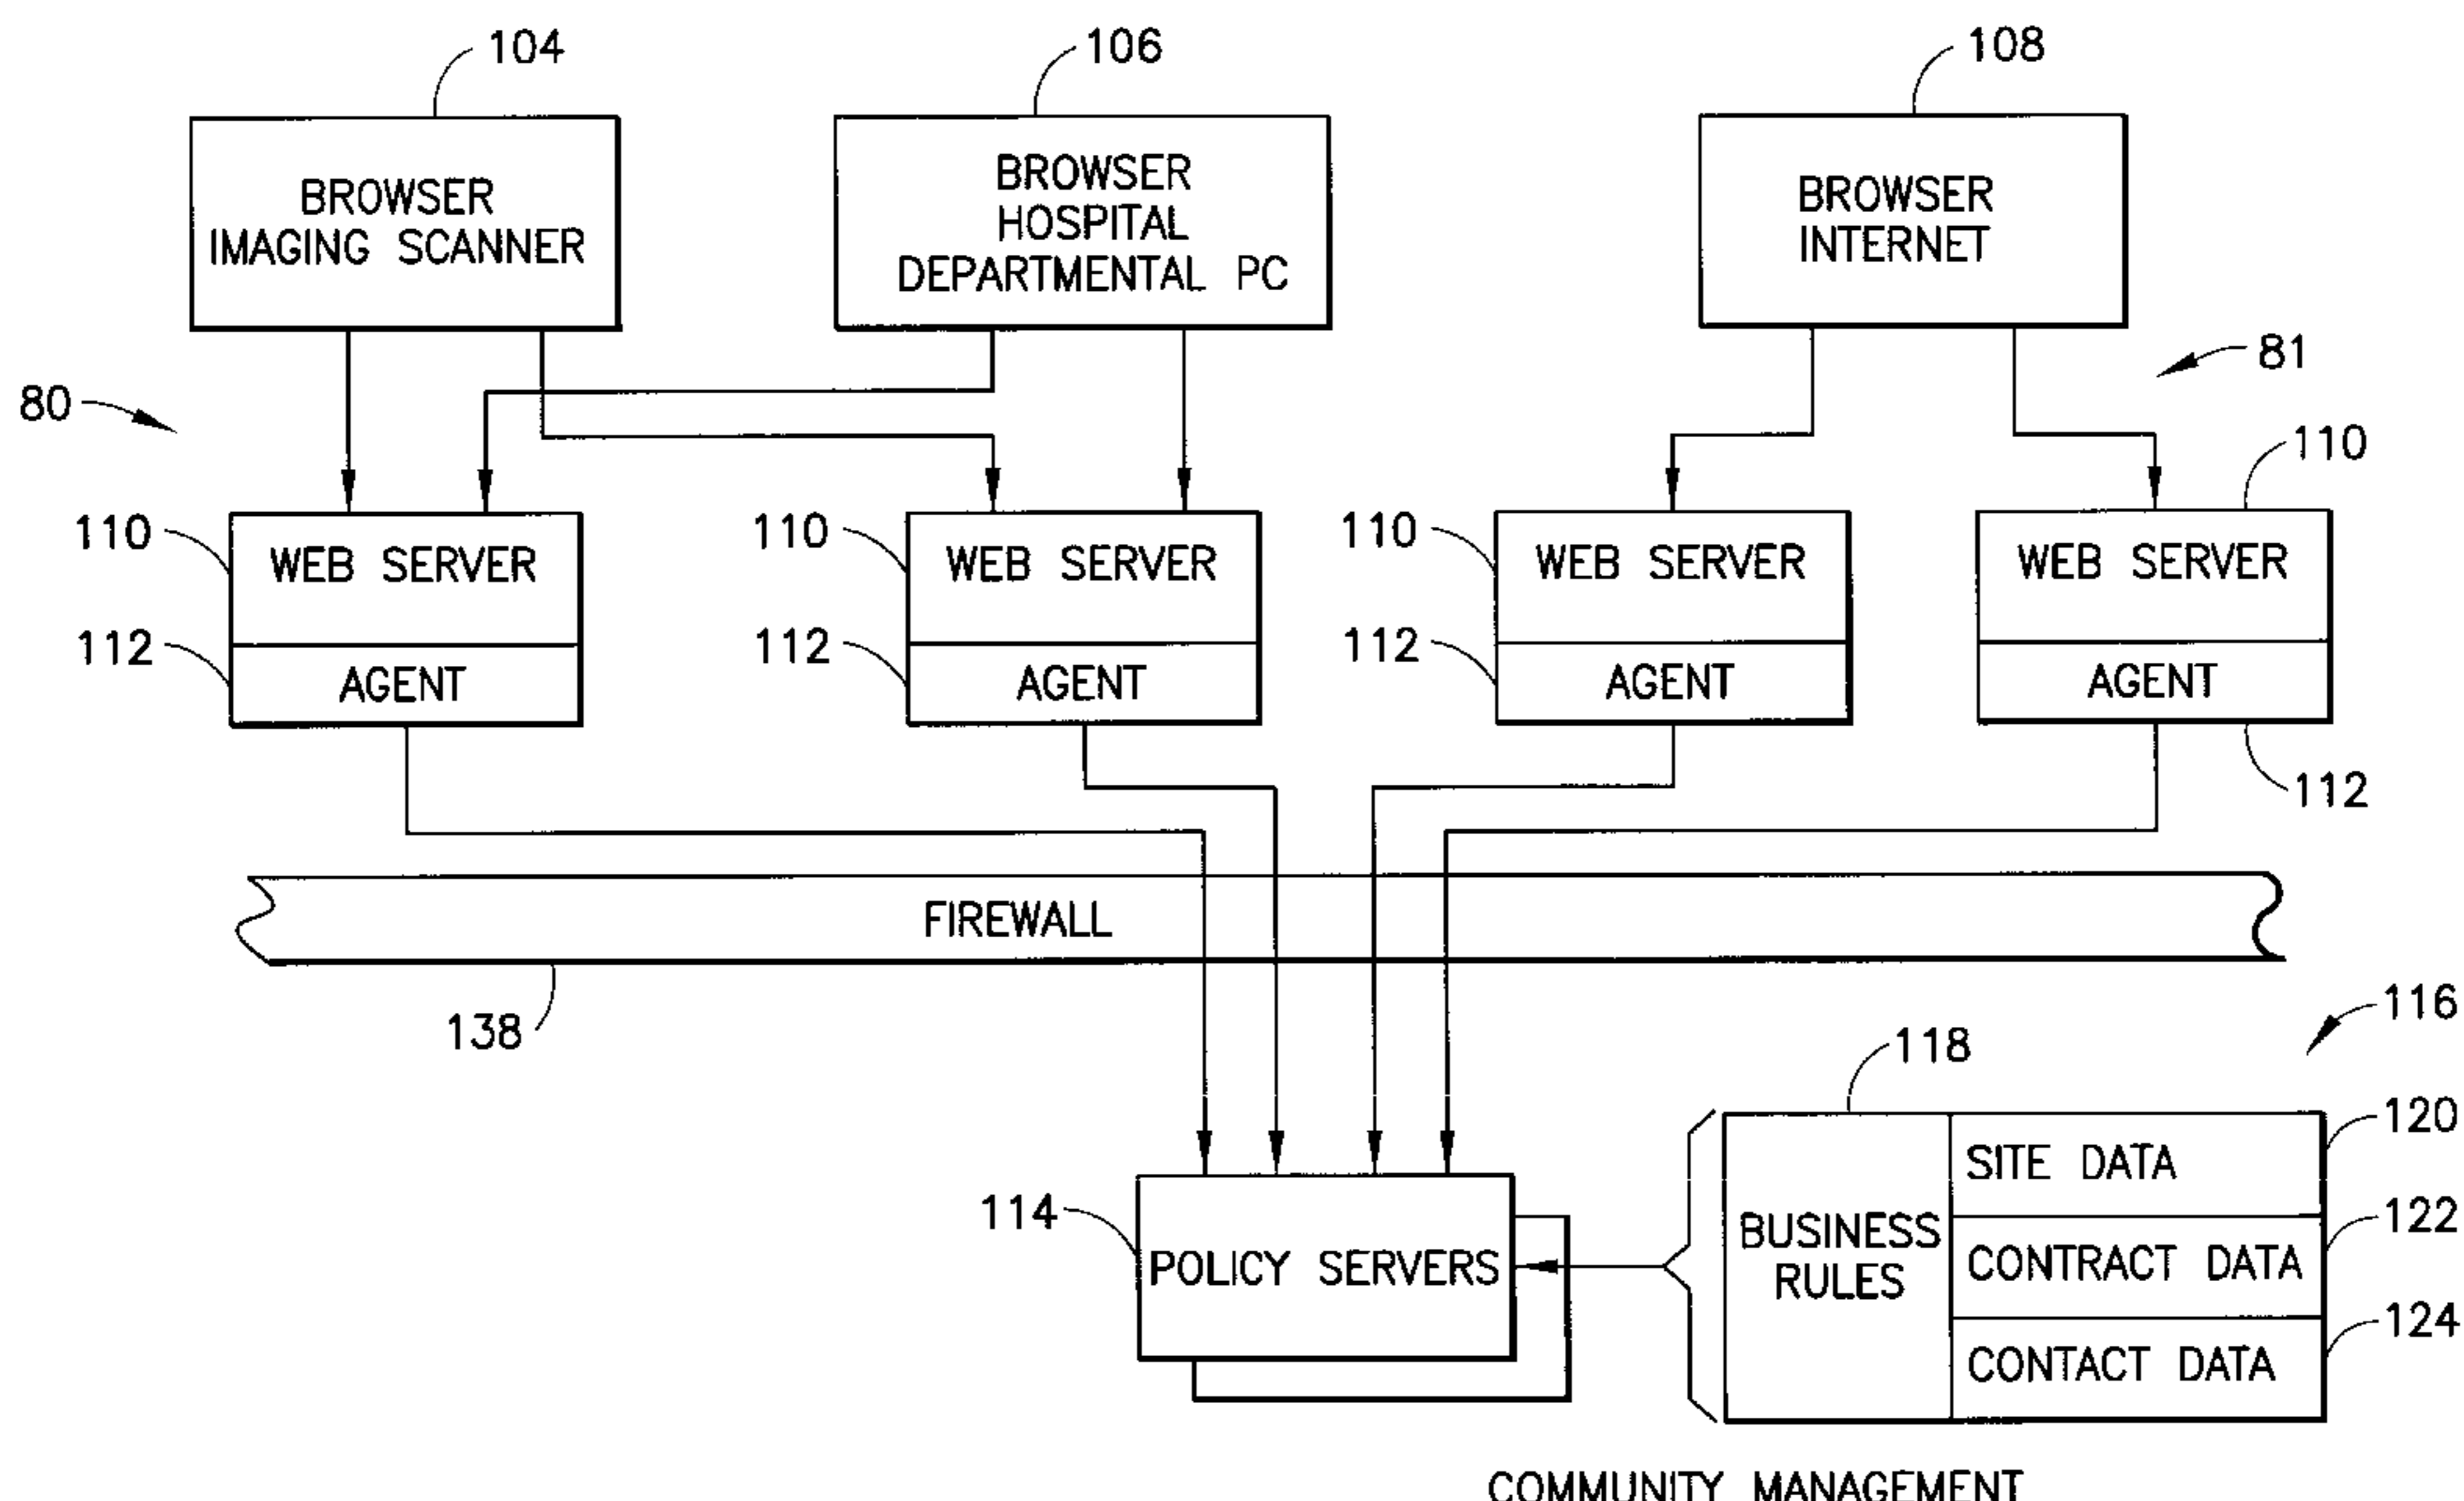 104
106
108
BROWSER
IMAGING SCANNER
BROWSER
HOSPITAL
DEPARTMENTAL PC
BROWSER
INTERNET
80
81
110
WEB SERVER
112
AGENT
110
WEB SERVER
112
AGENT
110
WEB SERVER
112
AGENT
110
WEB SERVER
AGENT
112
FIREWALL
138
116
118
120
122
124
114
POLICY SERVERS
BUSINESS
RULES
SITE DATA
CONTRACT DATA
CONTACT DATA
COMMUNITY MANAGEMENT